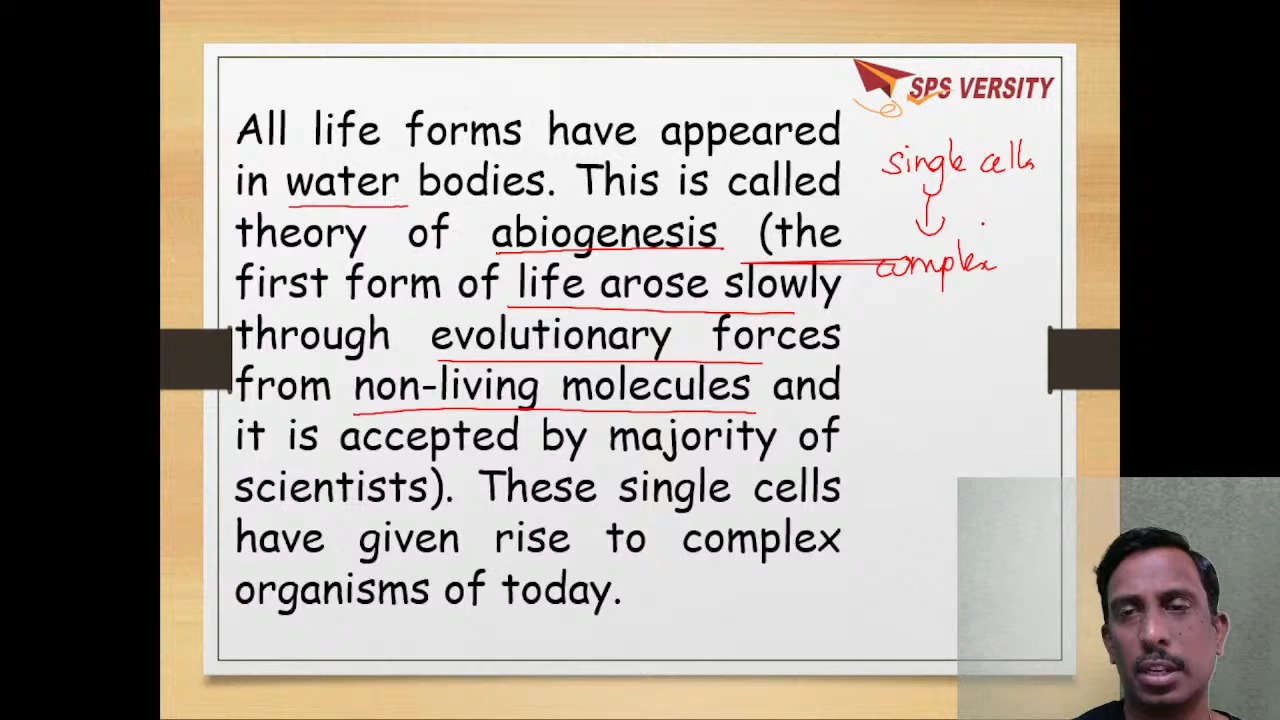 SPS VERSITY
All life forms have appeared
in water bodies. This is called
theory of abiogenesis (the
first form of life arose slowly
through evolutionary forces
from non-living molecules and
it is accepted by majority of
scientists). These single cells
have given rise to complex
organisms of today.
single cells
complex